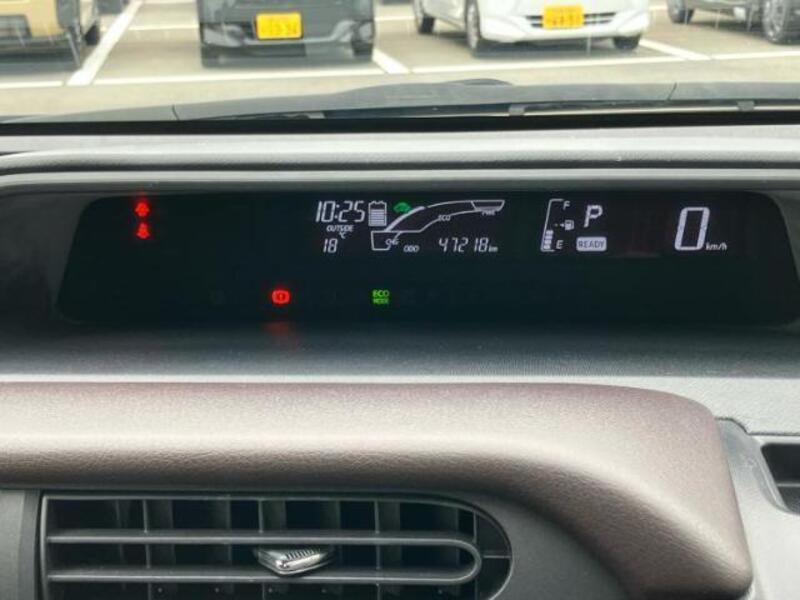 10:25
OUTSIDE
18 °C
ECO
PWR
CHG
ODO 47218 km
F
E
P
READY
0 km/h
ECO
MODE